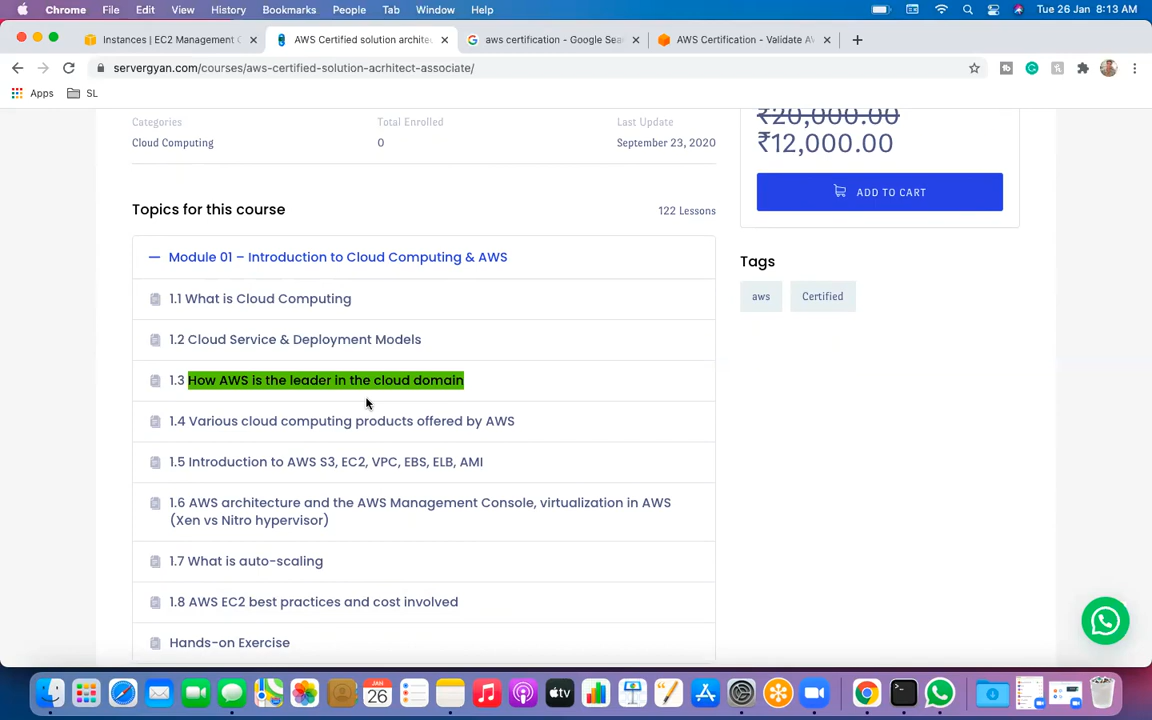 Chrome File Edit View History Bookmarks People Tab Window Help Tue 26 Jan 8:13 AM
Instances | EC2 Management C
AWS Certified solution archite
aws certification - Google Sea
AWS Certification - Validate AW
servergyan.com/courses/aws-certified-solution-acrhitect-associate/
Apps SL
Categories Total Enrolled Last Update
Cloud Computing 0 September 23, 2020
₹20,000.00
₹12,000.00
ADD TO CART
Topics for this course 122 Lessons
Module 01 – Introduction to Cloud Computing & AWS
1.1 What is Cloud Computing
1.2 Cloud Service & Deployment Models
1.3 How AWS is the leader in the cloud domain
1.4 Various cloud computing products offered by AWS
1.5 Introduction to AWS S3, EC2, VPC, EBS, ELB, AMI
1.6 AWS architecture and the AWS Management Console, virtualization in AWS
(Xen vs Nitro hypervisor)
1.7 What is auto-scaling
1.8 AWS EC2 best practices and cost involved
Hands-on Exercise
Tags
aws Certified
JAN
26
tv